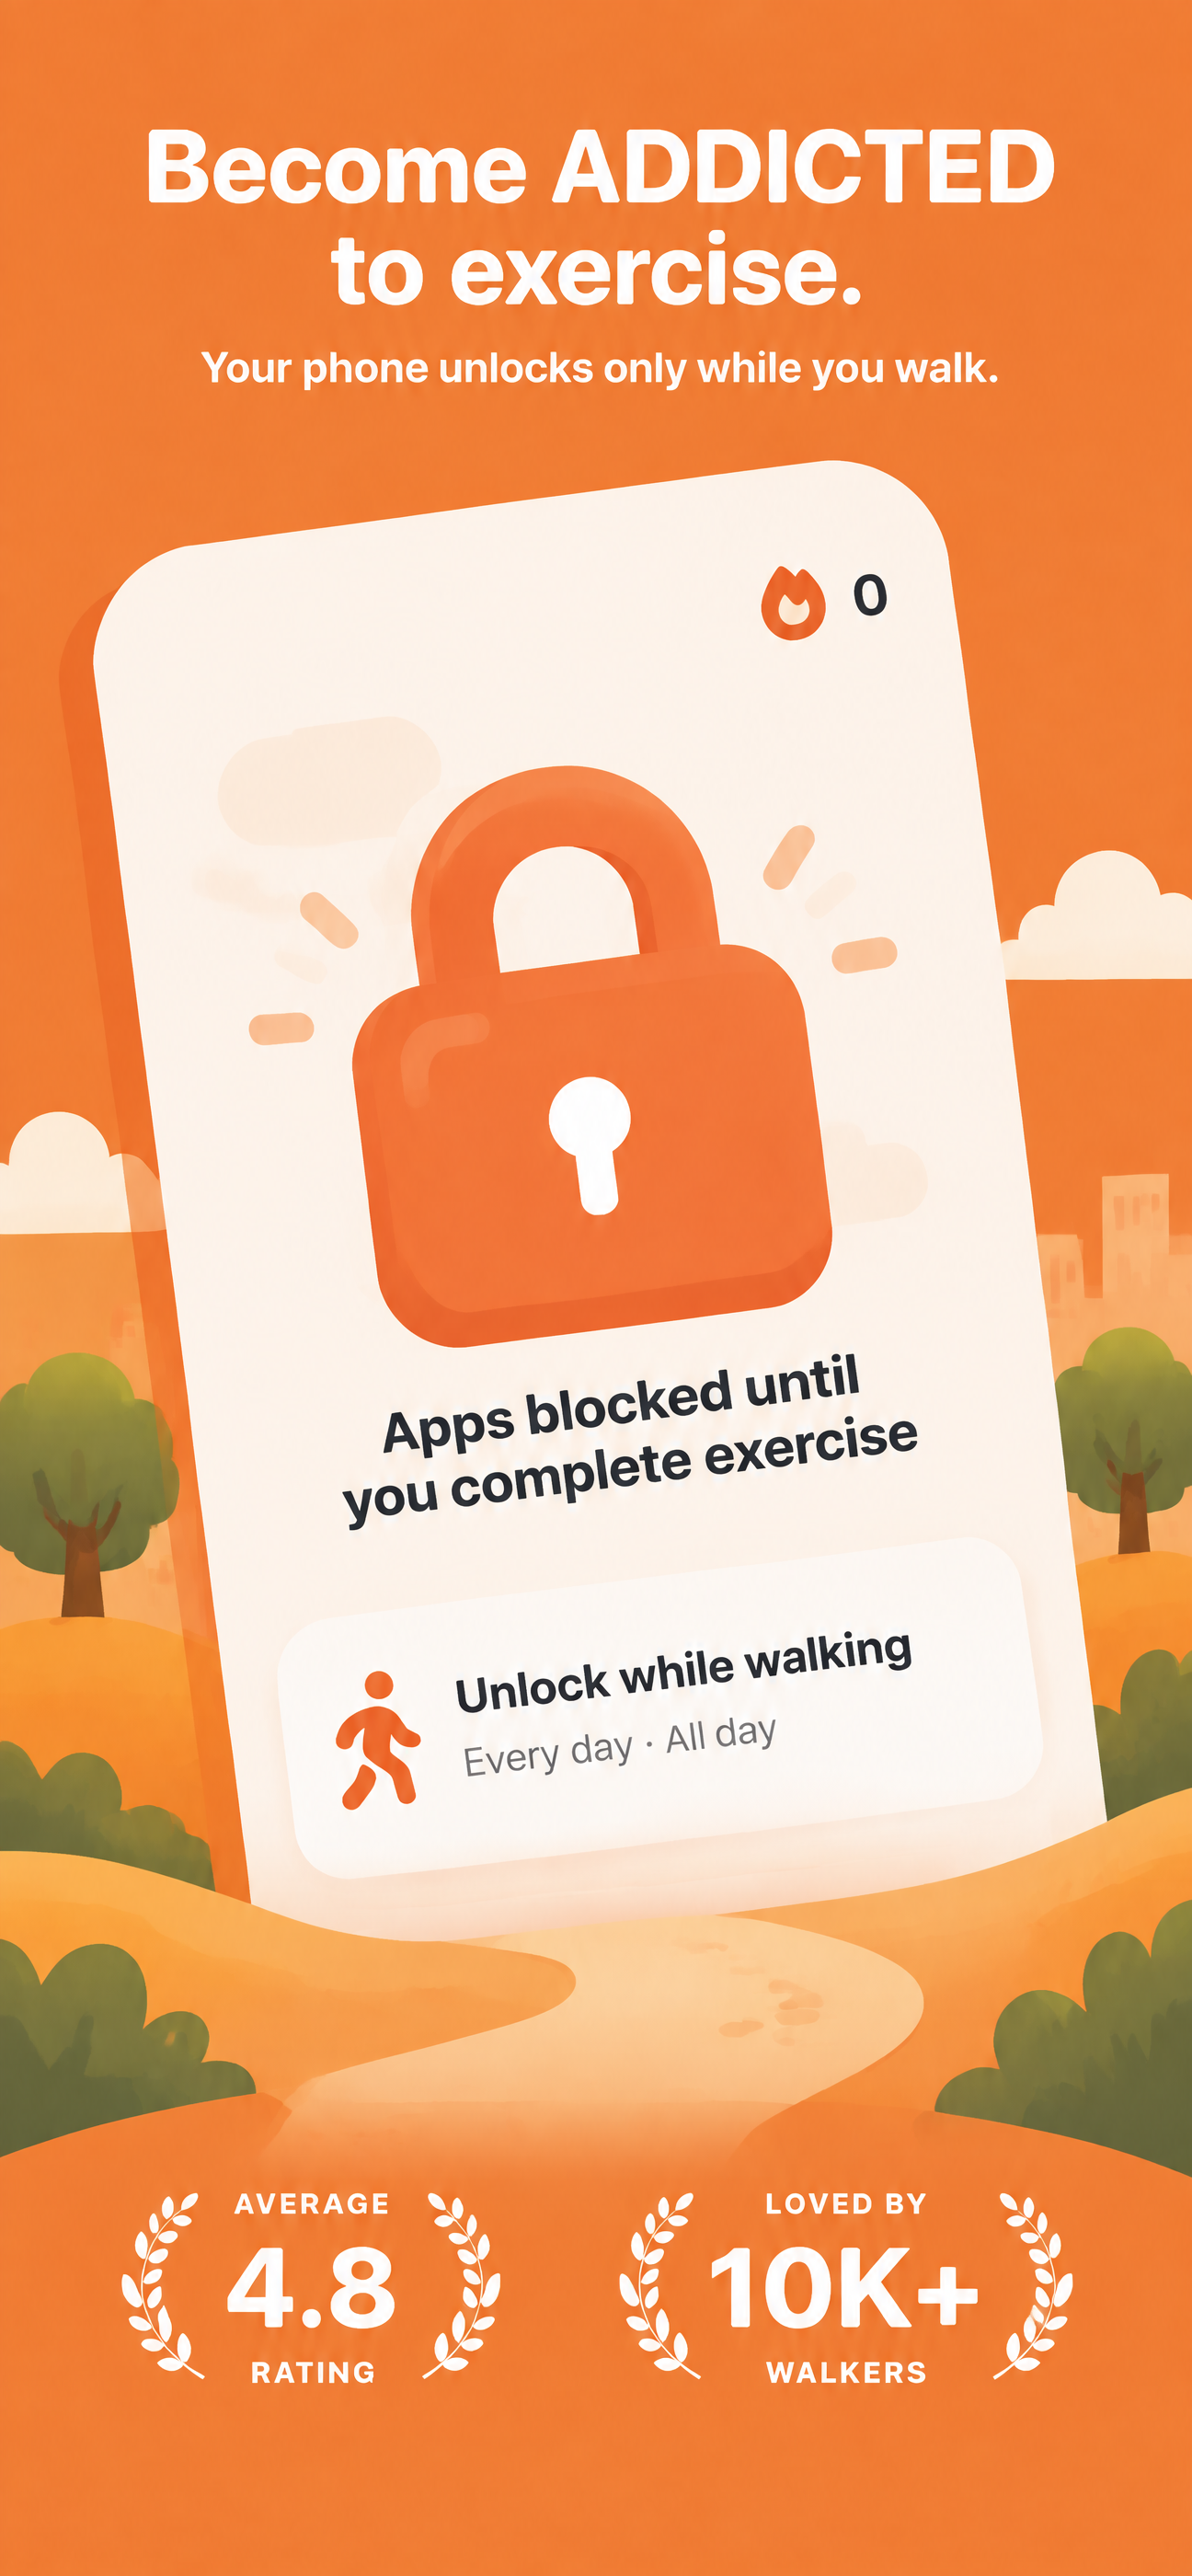 Become ADDICTED
to exercise.
Your phone unlocks only while you walk.
0
Apps blocked until
you complete exercise
Unlock while walking
Every day · All day
AVERAGE
4.8
RATING
LOVED BY
10K+
WALKERS